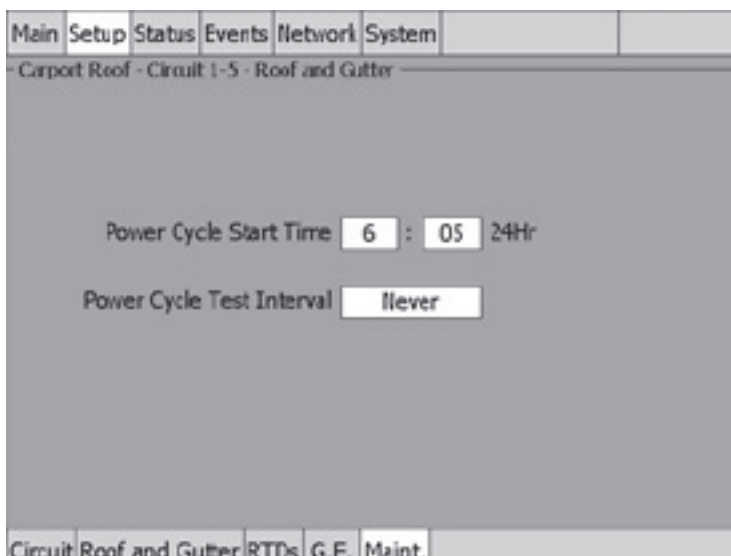 Main Setup Status Events Network System
Carport Roof - Circuit 1-5 - Roof and Gutter
Power Cycle Start Time 6 : 05 24Hr
Power Cycle Test Interval Never
Circuit Roof and Gutter RTDs G.F. Maint.